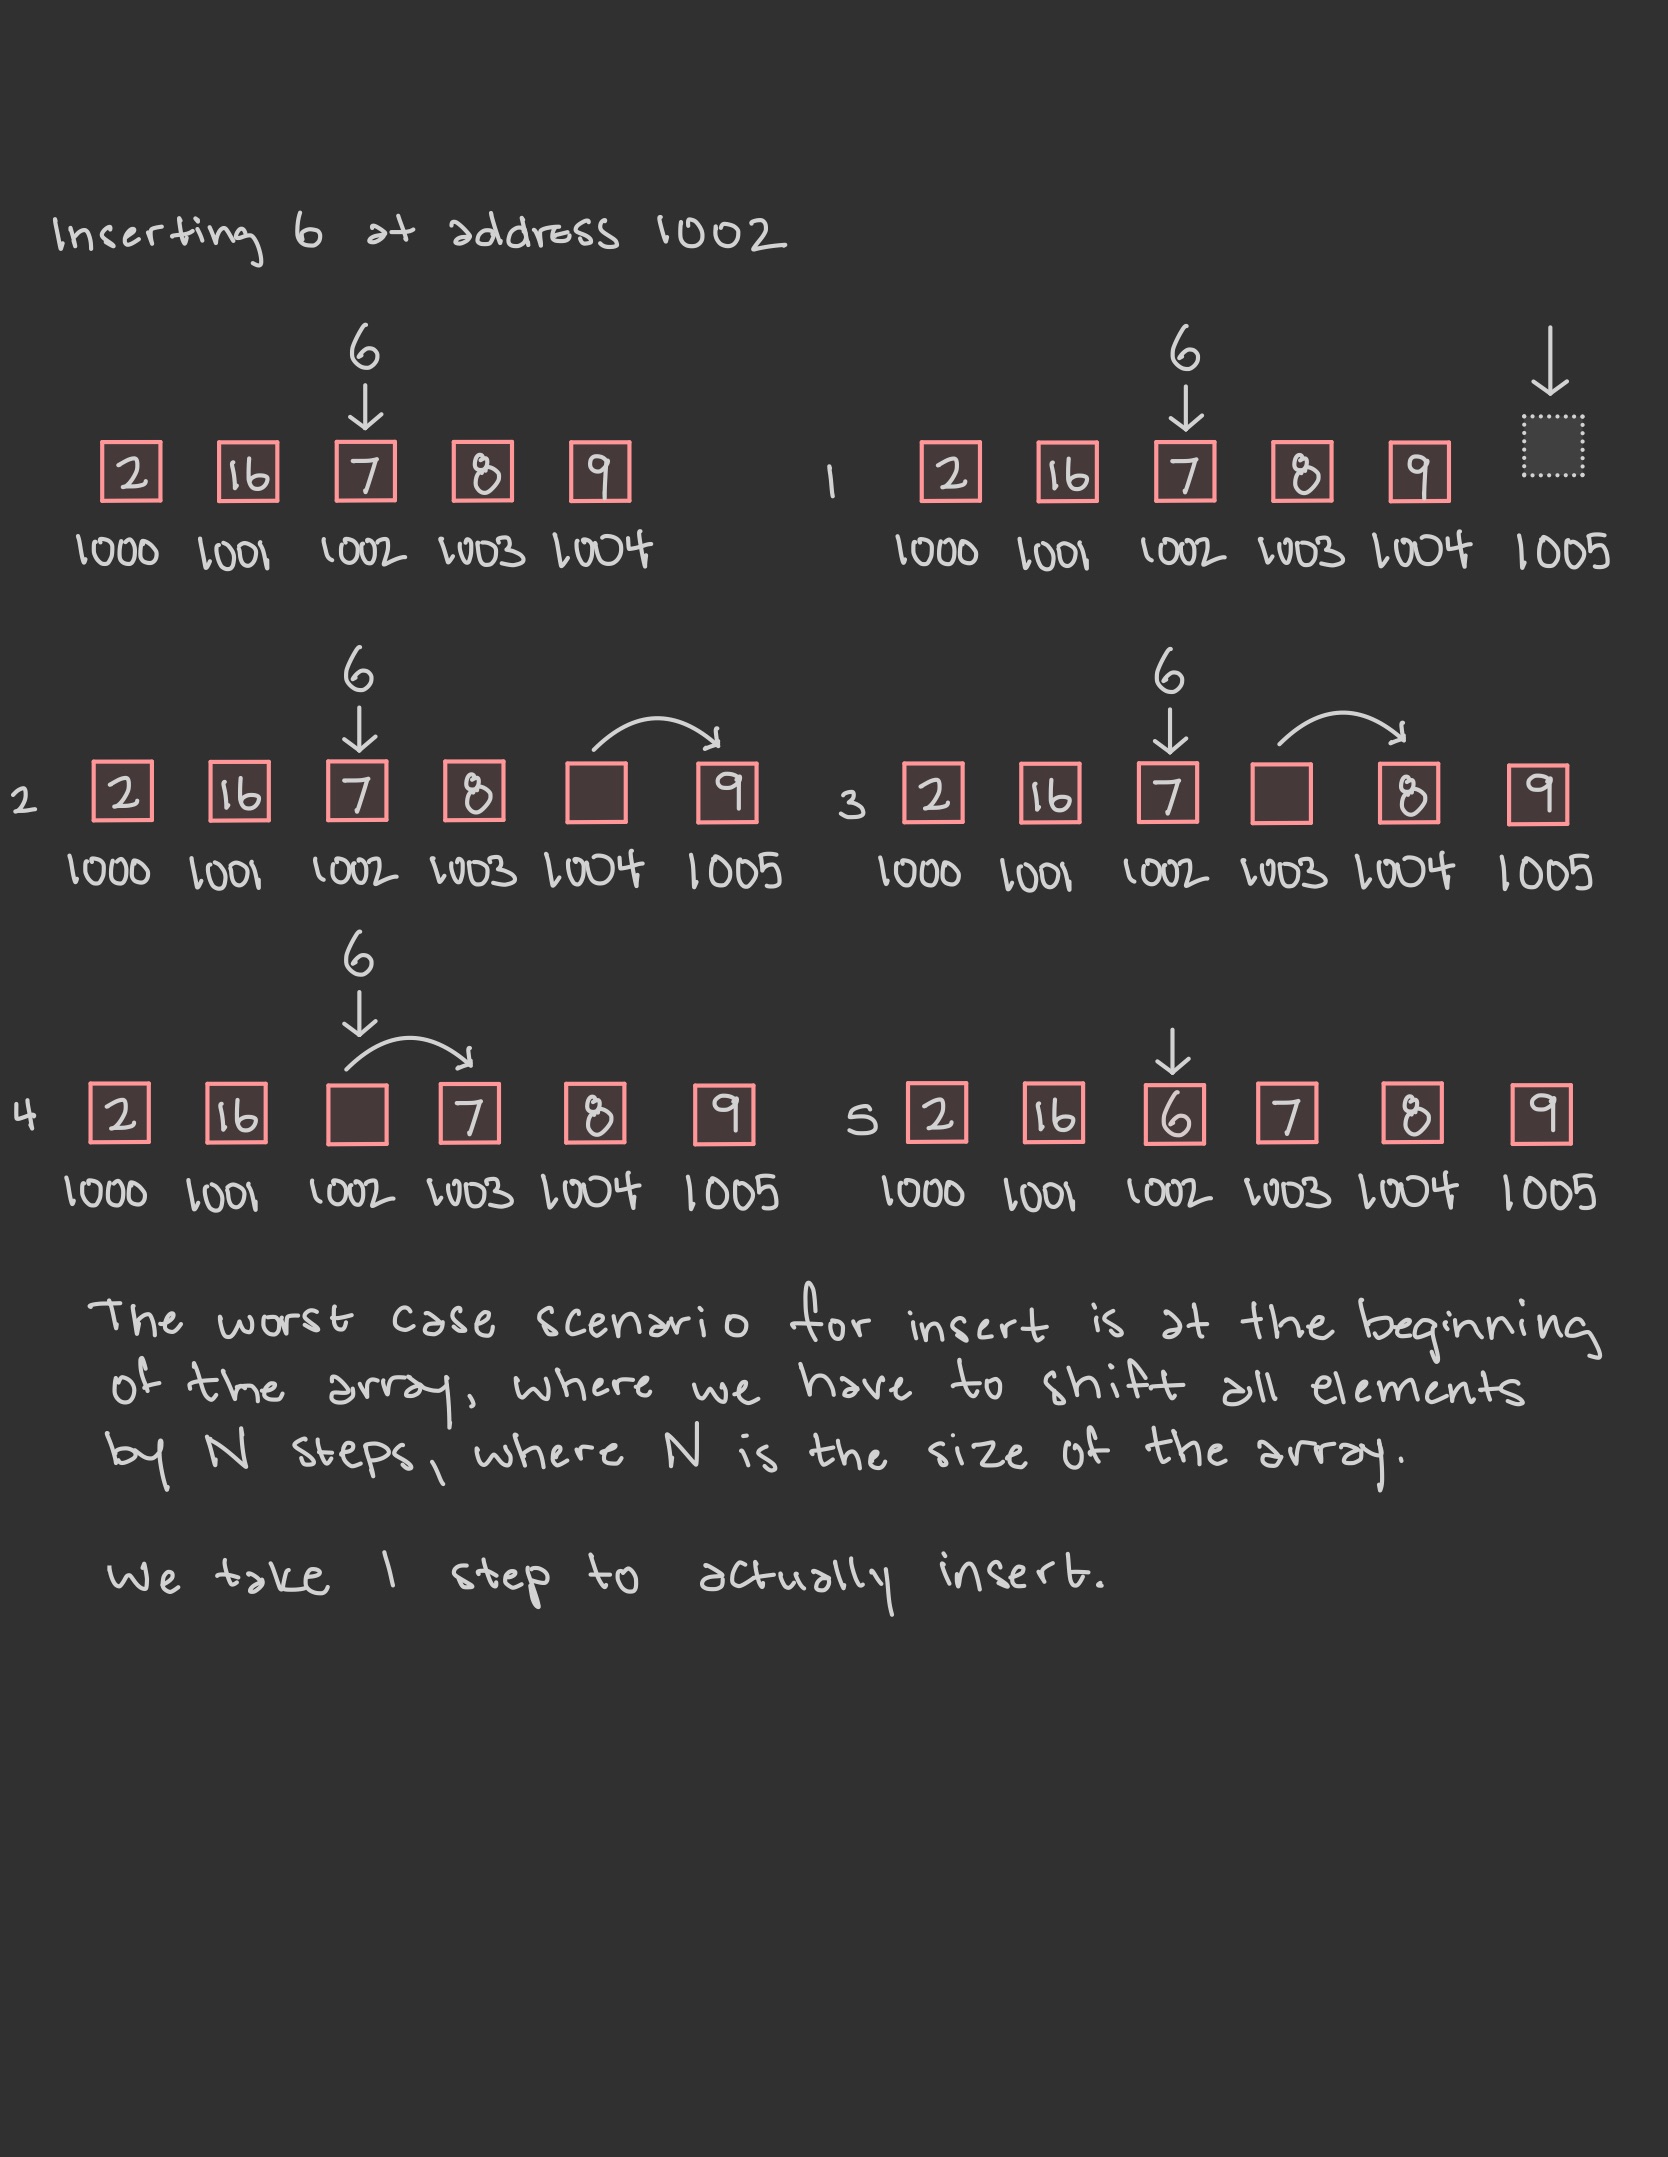 Inserting 6 at address 1002
6 6
2 16 7 8 9 1 2 16 7 8 9
1000 1001 1002 1003 1004 1000 1001 1002 1003 1004 1005
6 6
2 2 16 7 8 9 3 2 16 7 8 9
1000 1001 1002 1003 1004 1005 1000 1001 1002 1003 1004 1005
6
4 2 16 7 8 9 5 2 16 6 7 8 9
1000 1001 1002 1003 1004 1005 1000 1001 1002 1003 1004 1005
The worst case scenario for insert is at the beginning
of the array, where we have to shift all elements
by N steps, where N is the size of the array.
We take 1 step to actually insert.